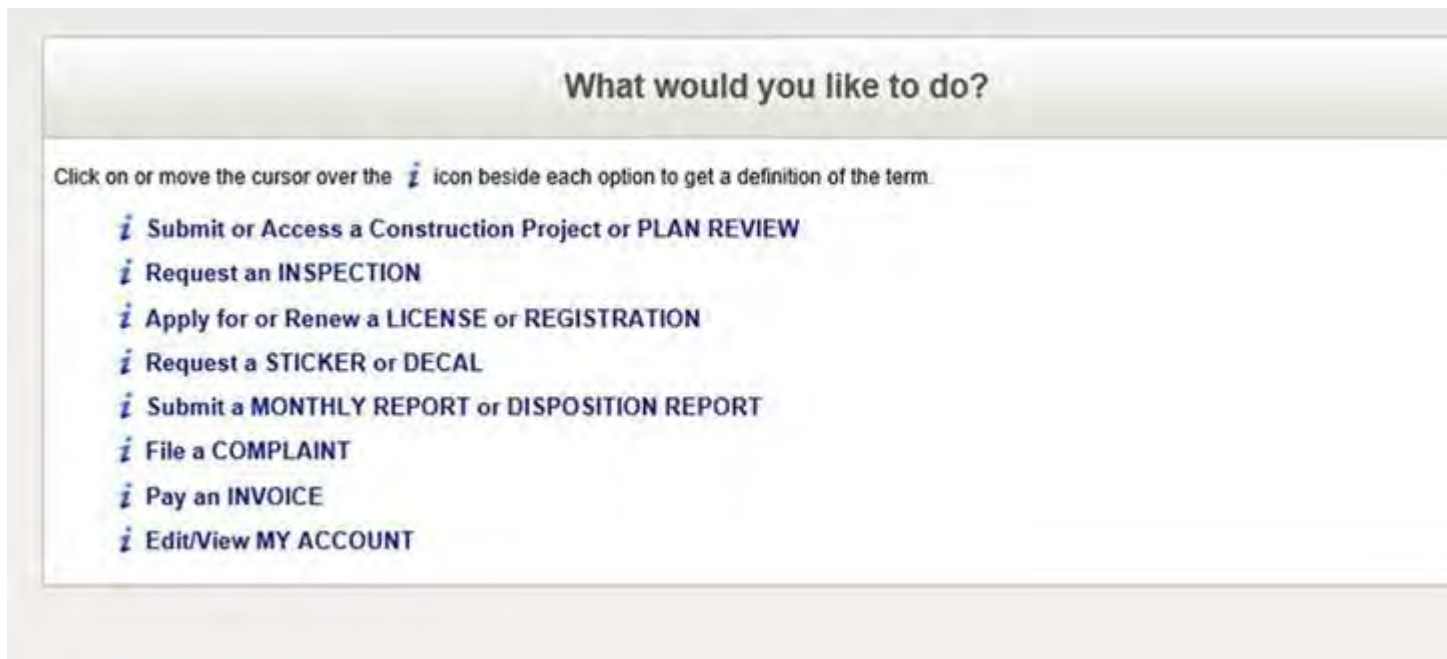 What would you like to do?
Click on or move the cursor over the i icon beside each option to get a definition of the term.
i Submit or Access a Construction Project or PLAN REVIEW
i Request an INSPECTION
i Apply for or Renew a LICENSE or REGISTRATION
i Request a STICKER or DECAL
i Submit a MONTHLY REPORT or DISPOSITION REPORT
i File a COMPLAINT
i Pay an INVOICE
i Edit/View MY ACCOUNT